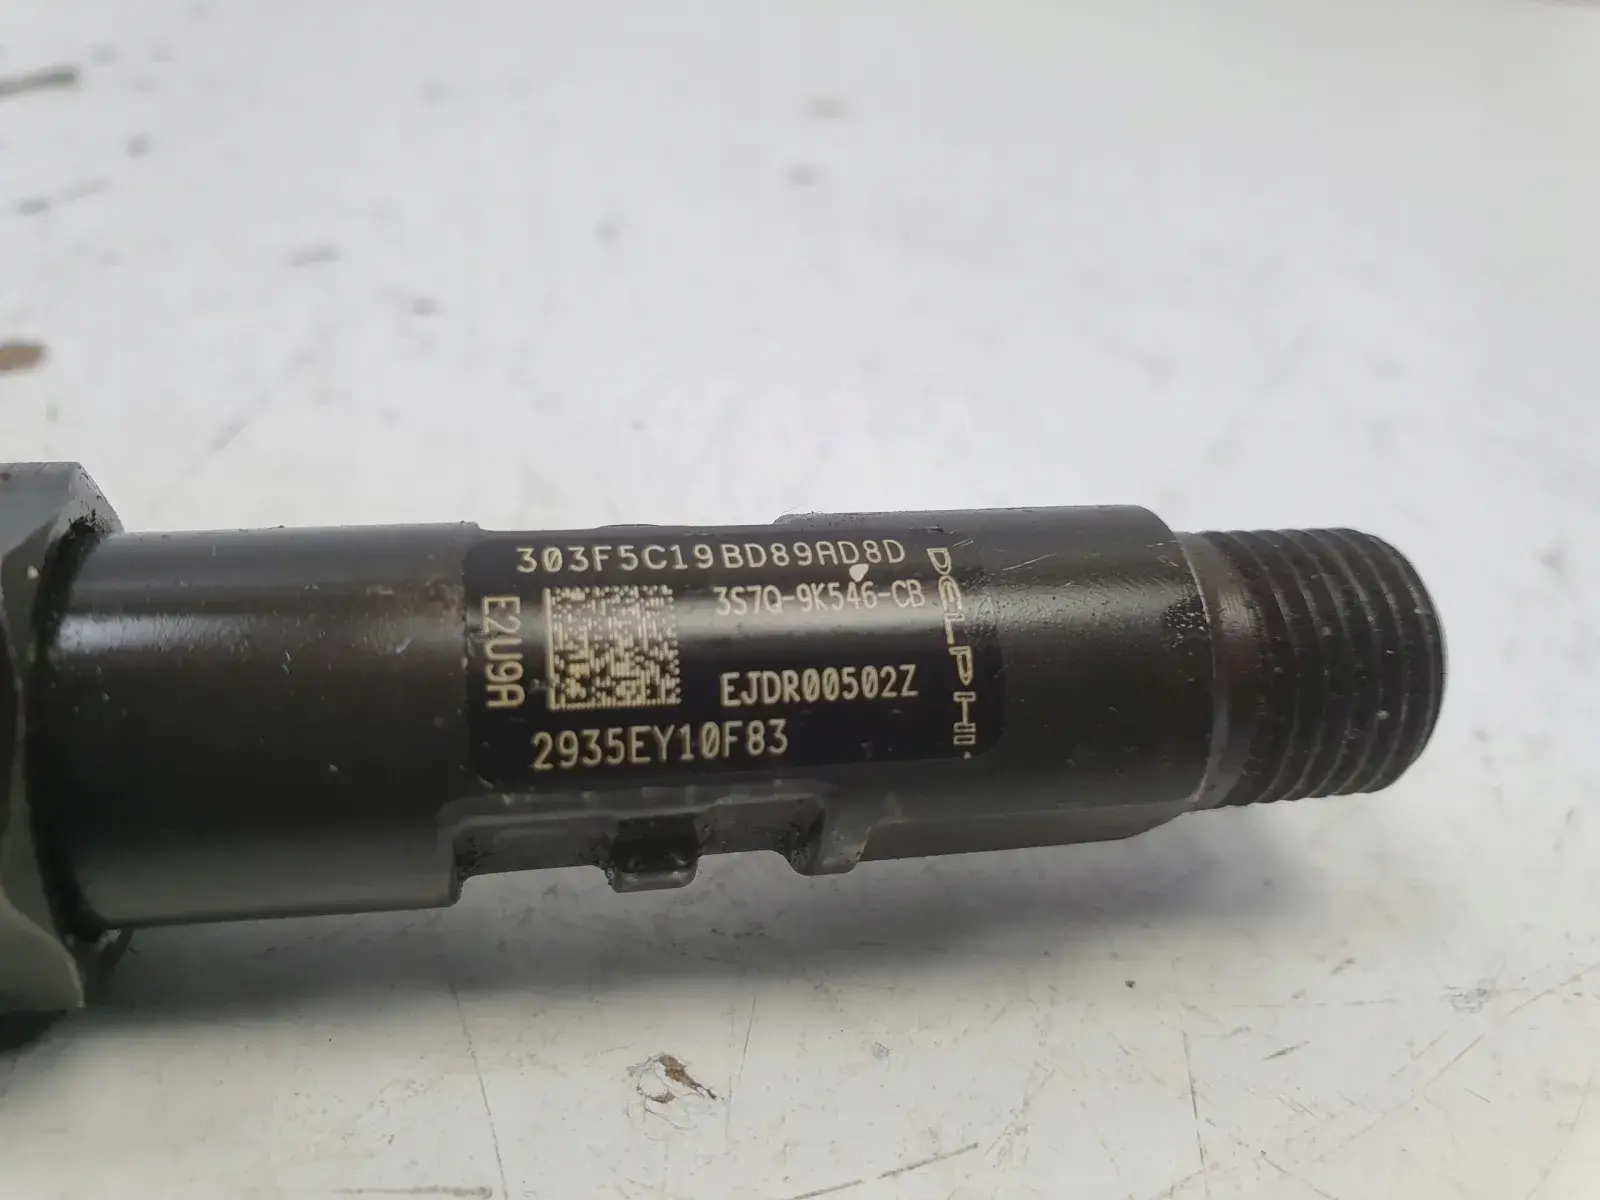 303F5C19BD89AD8D
3S7Q-9K546-CB
E2U9A
EJDR00502Z
2935EY10F83
DELPHI